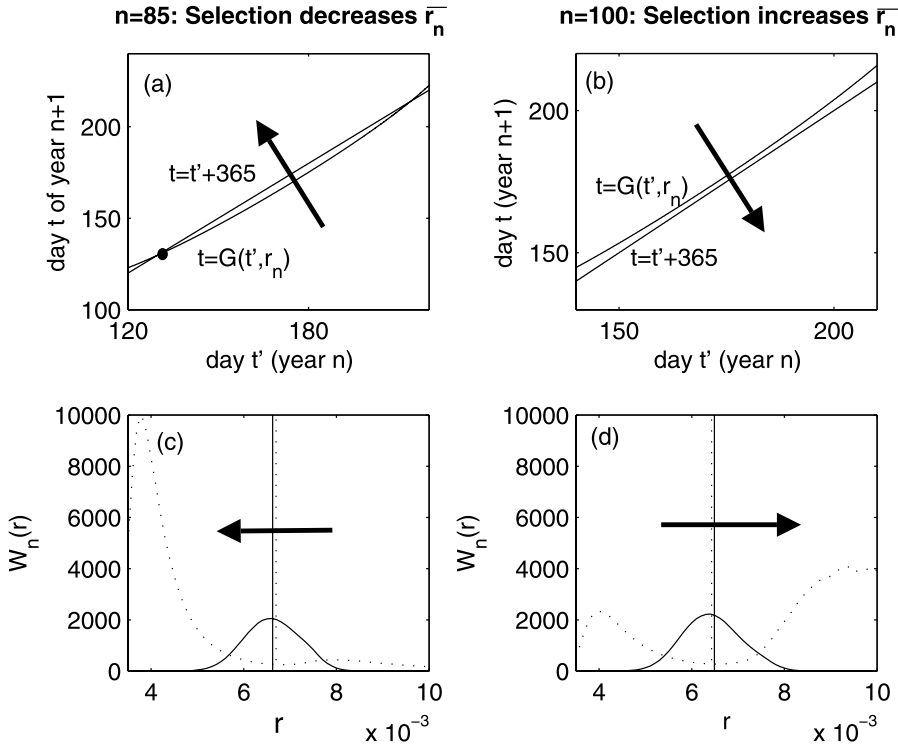 n=85: Selection decreases r̅n̅
n=100: Selection increases r̅n̅
(a)
day t of year n+1
200
150
100
t=t'+365
t=G(t',rn)
120
180
day t' (year n)
(b)
day t (year n+1)
200
150
t=G(t',rn)
t=t'+365
150
200
day t' (year n)
(c)
Wn(r)
10000
8000
6000
4000
2000
0
4
6
8
10
r
x 10⁻³
(d)
Wn(r)
10000
8000
6000
4000
2000
0
4
6
8
10
r
x 10⁻³